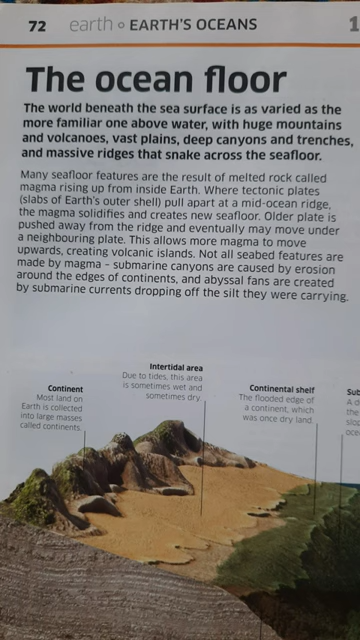 72 earth ○ EARTH'S OCEANS 1
The ocean floor
The world beneath the sea surface is as varied as the
more familiar one above water, with huge mountains
and volcanoes, vast plains, deep canyons and trenches,
and massive ridges that snake across the seafloor.
Many seafloor features are the result of melted rock called
magma rising up from inside Earth. Where tectonic plates
(slabs of Earth's outer shell) pull apart at a mid-ocean ridge,
the magma solidifies and creates new seafloor. Older plate is
pushed away from the ridge and eventually may move under
a neighbouring plate. This allows more magma to move
upwards, creating volcanic islands. Not all seabed features are
made by magma – submarine canyons are caused by erosion
around the edges of continents, and abyssal fans are created
by submarine currents dropping off the silt they were carrying.
Continent
Most land on
Earth is collected
into large masses
called continents.
Intertidal area
Due to tides, this area
is sometimes wet and
sometimes dry.
Continental shelf
The flooded edge of
a continent, which
was once dry land.
Sub
A d
the
slop
oce